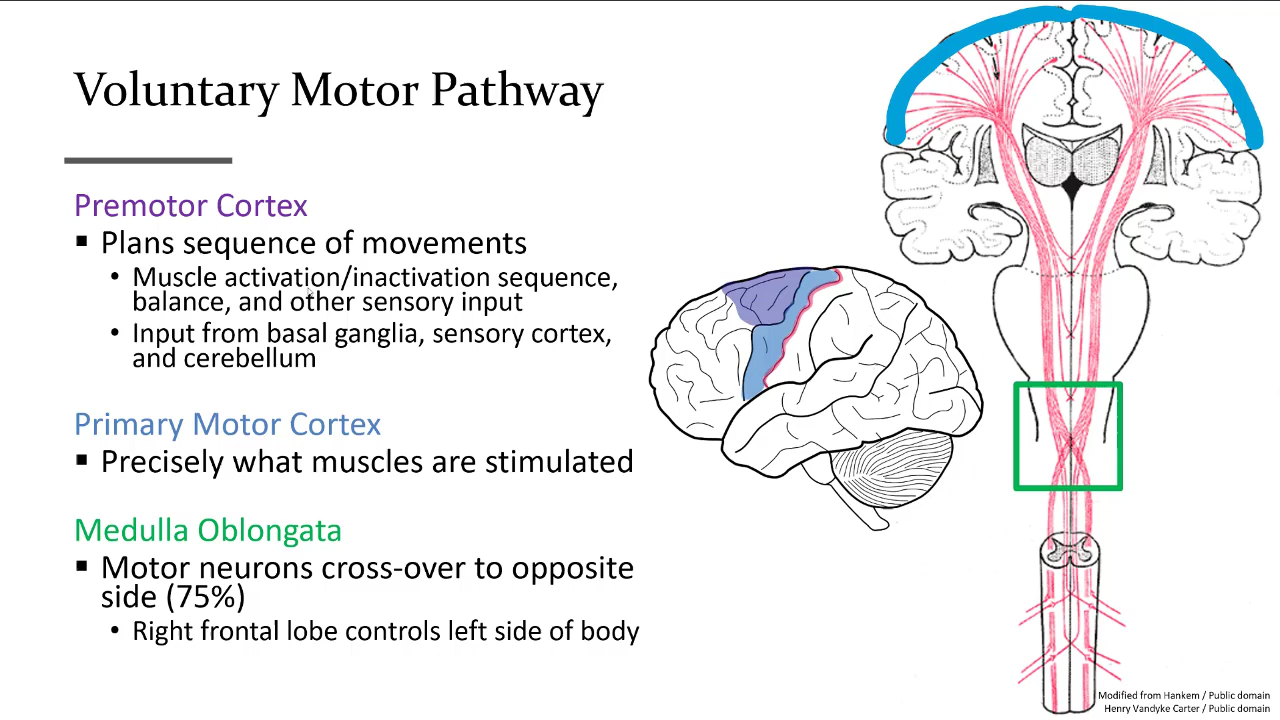 Voluntary Motor Pathway
Premotor Cortex
▪ Plans sequence of movements
• Muscle activation/inactivation sequence,
balance, and other sensory input
• Input from basal ganglia, sensory cortex,
and cerebellum
Primary Motor Cortex
▪ Precisely what muscles are stimulated
Medulla Oblongata
▪ Motor neurons cross-over to opposite
side (75%)
• Right frontal lobe controls left side of body
Modified from Hankem / Public domain
Henry Vandyke Carter / Public domain